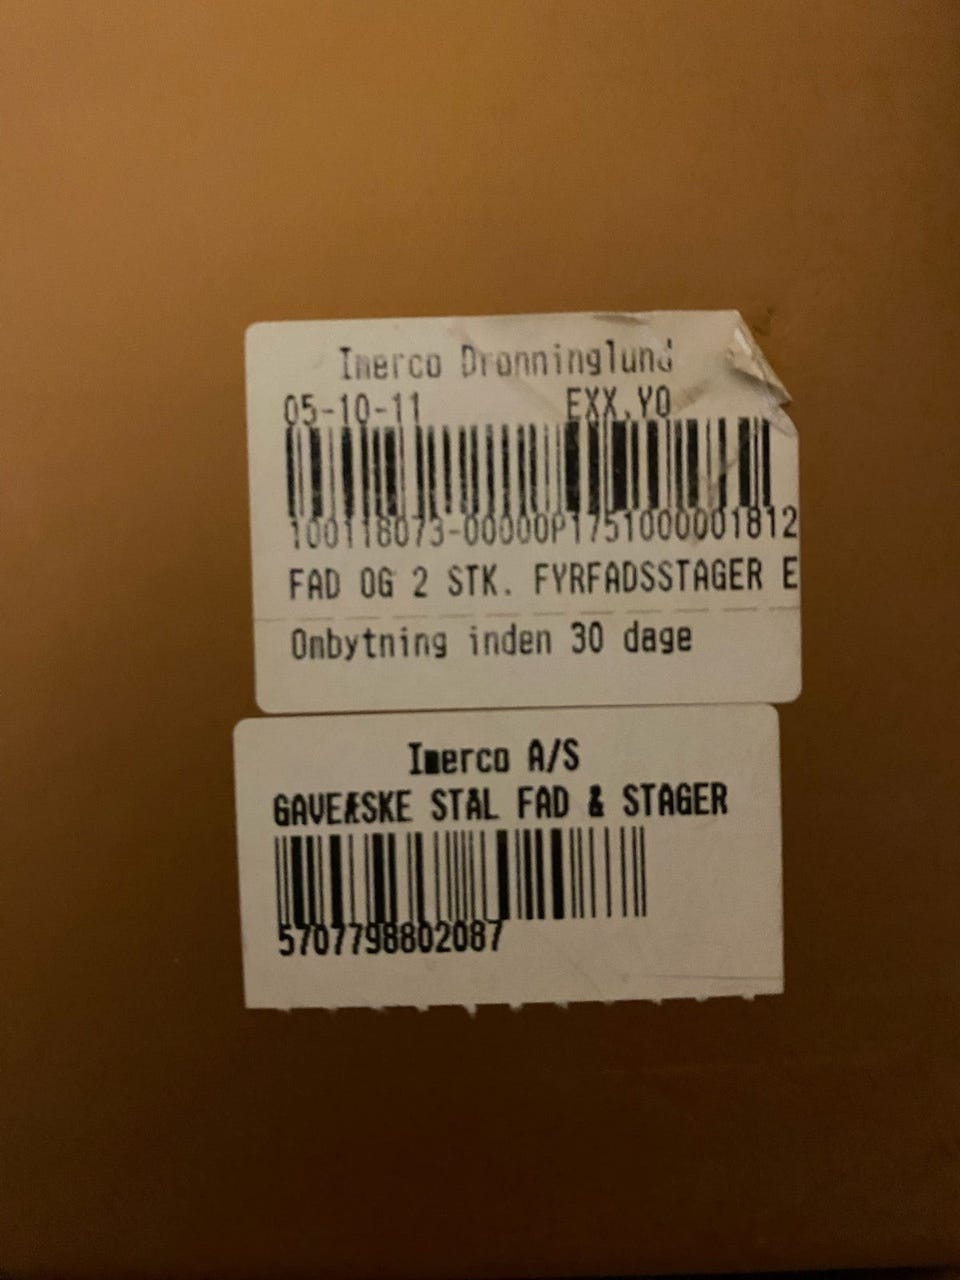 Imerco Dronninglund
05-10-11 EXX.YO
100118073-00000P1751000001812
FAD OG 2 STK. FYRFADSSTAGER E
Ombytning inden 30 dage
Imerco A/S
GAVEÆSKE STAL FAD & STAGER
5707798802087